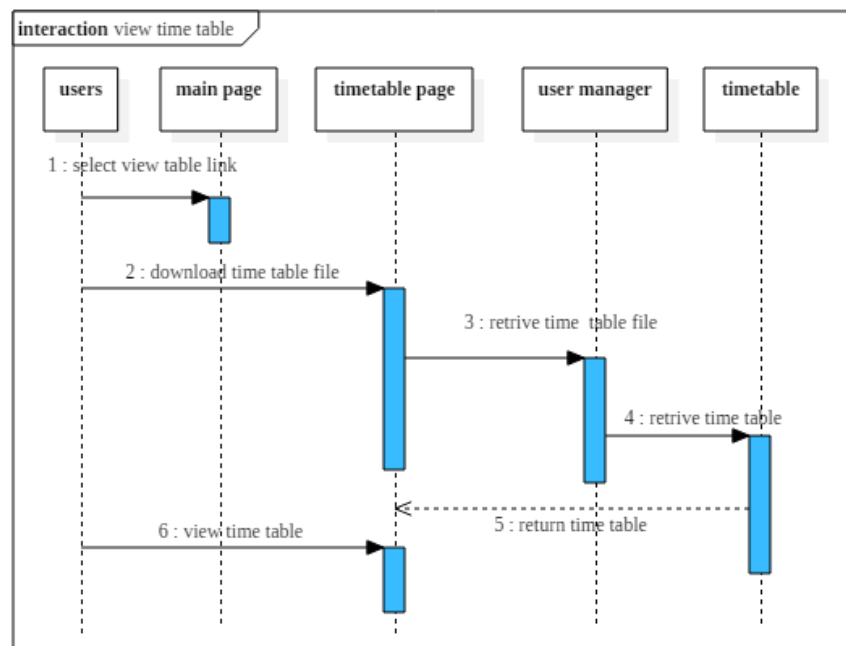 interaction view time table
users
main page
timetable page
user manager
timetable
1 : select view table link
2 : download time table file
3 : retrive time table file
4 : retrive time table
5 : return time table
6 : view time table